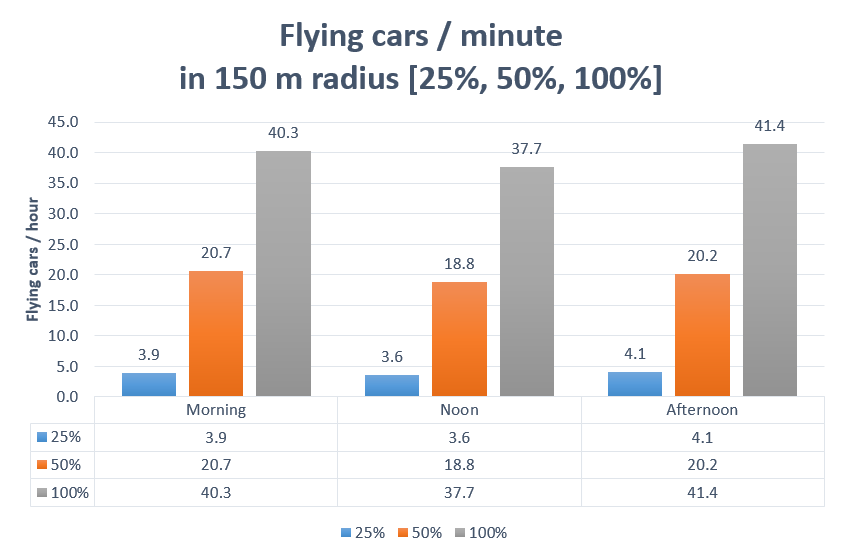 Flying cars / minute
in 150 m radius [25%, 50%, 100%]
Flying cars / hour
45.0
40.0
35.0
30.0
25.0
20.0
15.0
10.0
5.0
0.0
3.9
20.7
40.3
3.6
18.8
37.7
4.1
20.2
41.4
Morning Noon Afternoon
25% 3.9 3.6 4.1
50% 20.7 18.8 20.2
100% 40.3 37.7 41.4
25% 50% 100%